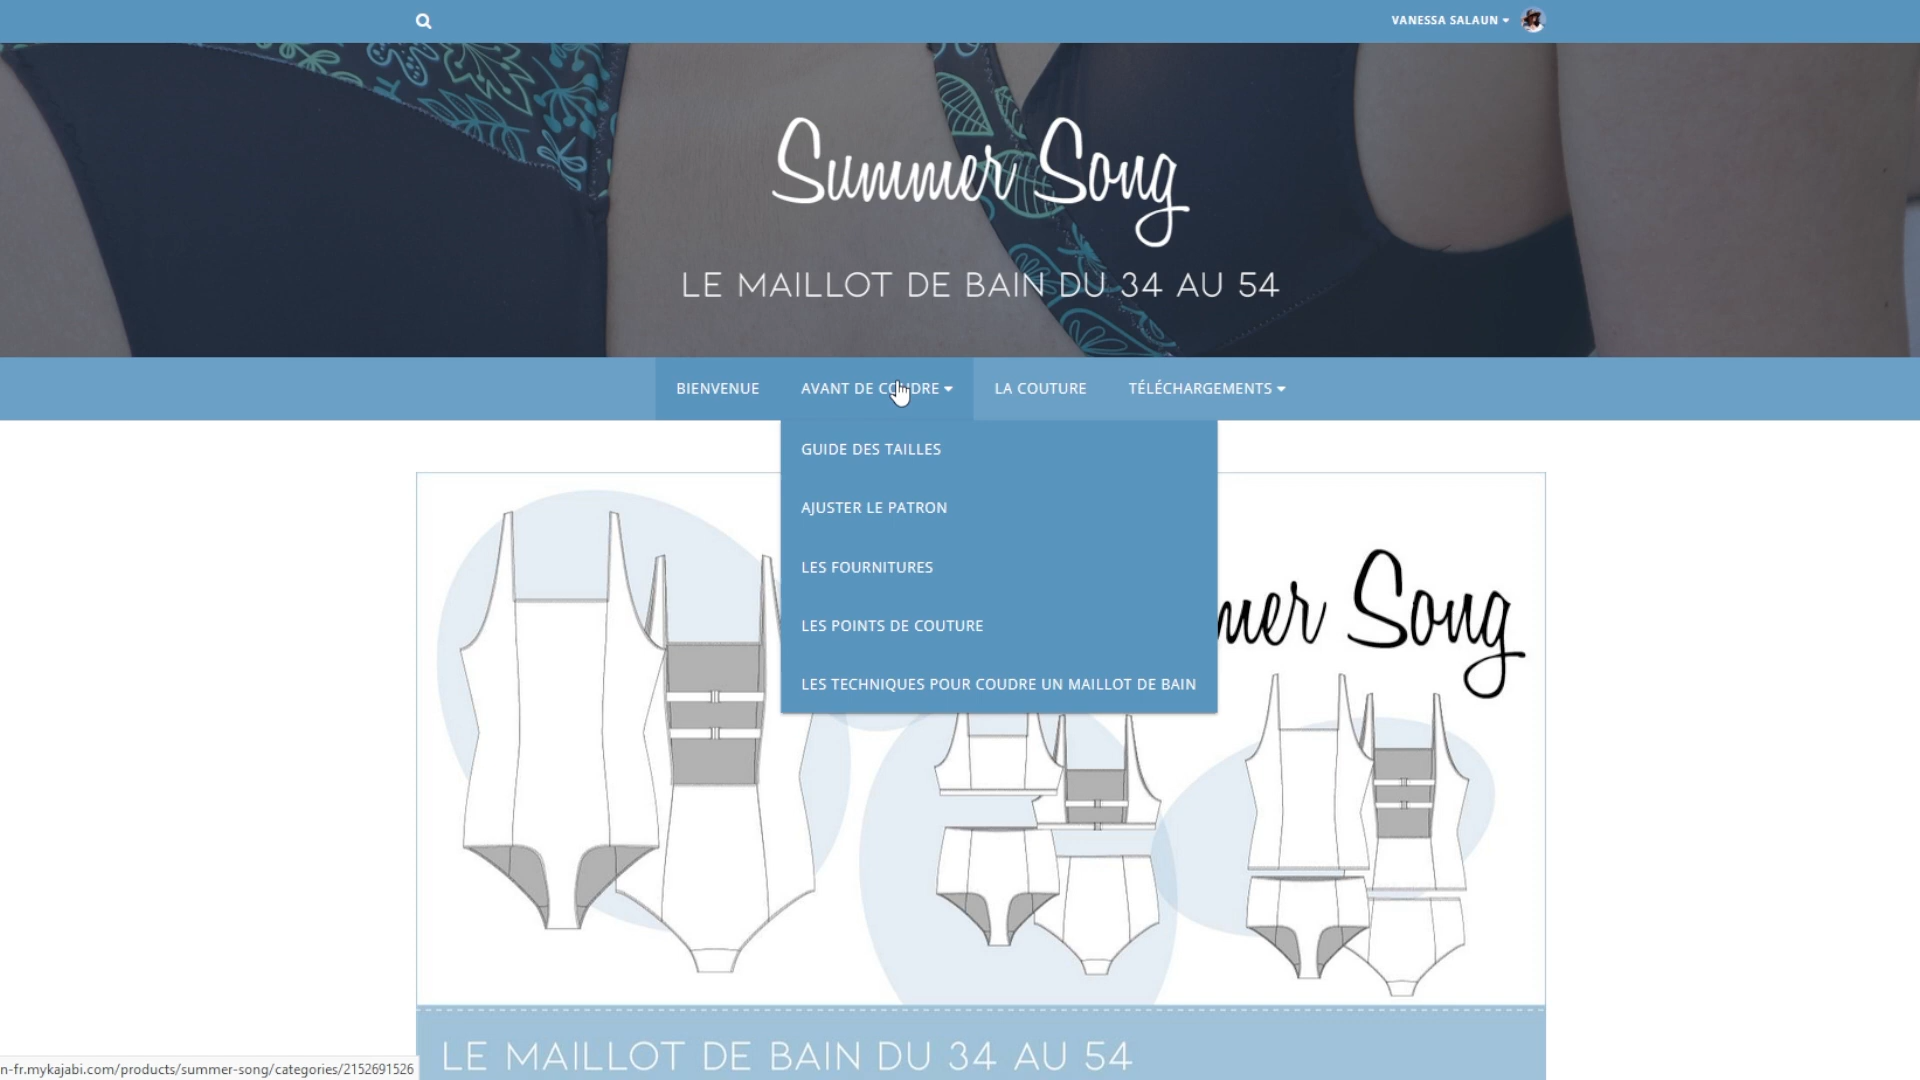 VANESSA SALAUN
Summer Song
LE MAILLOT DE BAIN DU 34 AU 54
BIENVENUE
AVANT DE COUDRE
LA COUTURE
TÉLÉCHARGEMENTS
GUIDE DES TAILLES
AJUSTER LE PATRON
LES FOURNITURES
LES POINTS DE COUTURE
LES TECHNIQUES POUR COUDRE UN MAILLOT DE BAIN
mer Song
LE MAILLOT DE BAIN DU 34 AU 54
n-fr.mykajabi.com/products/summer-song/categories/2152691526